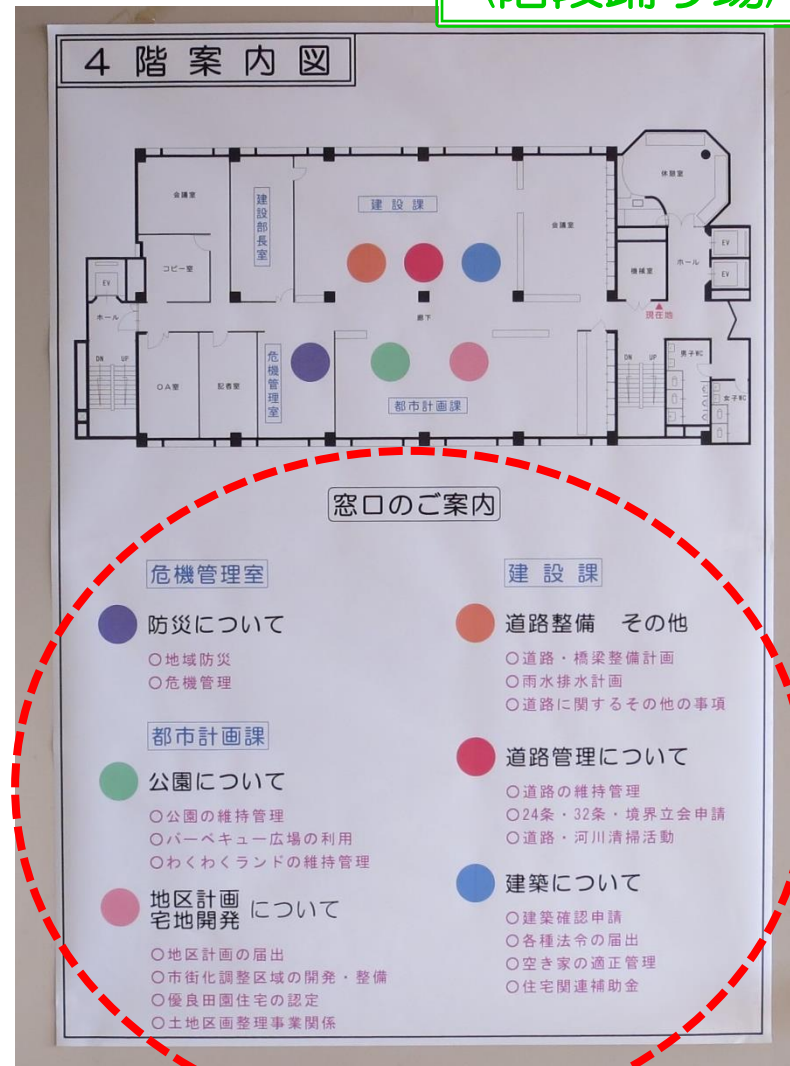 4階案内図
休憩室
会議室
建設部長室
建設課
会議室
コピー室
機械室
ホール
EV
EV
EV
ホール
廊下
現在地
DN UP
OA室
記者室
危機管理室
都市計画課
DN UP
男子WC
女子WC
窓口のご案内
危機管理室
防災について
○地域防災
○危機管理
都市計画課
公園について
○公園の維持管理
○バーベキュー広場の利用
○わくわくランドの維持管理
地区計画
宅地開発 について
○地区計画の届出
○市街化調整区域の開発・整備
○優良田園住宅の認定
○土地区画整理事業関係
建設課
道路整備 その他
○道路・橋梁整備計画
○雨水排水計画
○道路に関するその他の事項
道路管理について
○道路の維持管理
○24条・32条・境界立会申請
○道路・河川清掃活動
建築について
○建築確認申請
○各種法令の届出
○空き家の適正管理
○住宅関連補助金